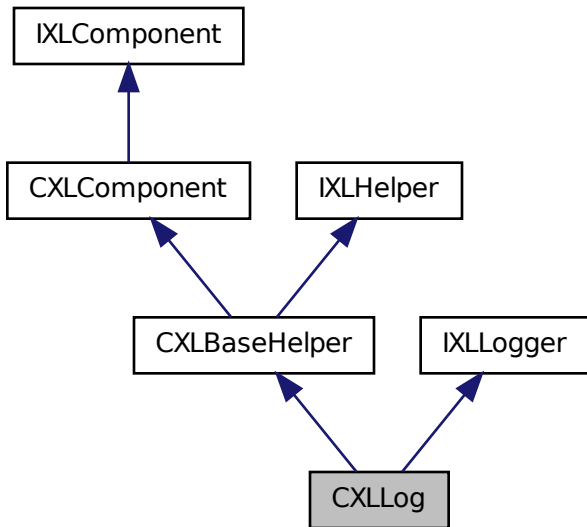 IXLComponent
CXLComponent
IXLHelper
CXLBaseHelper
IXLLogger
CXLLog